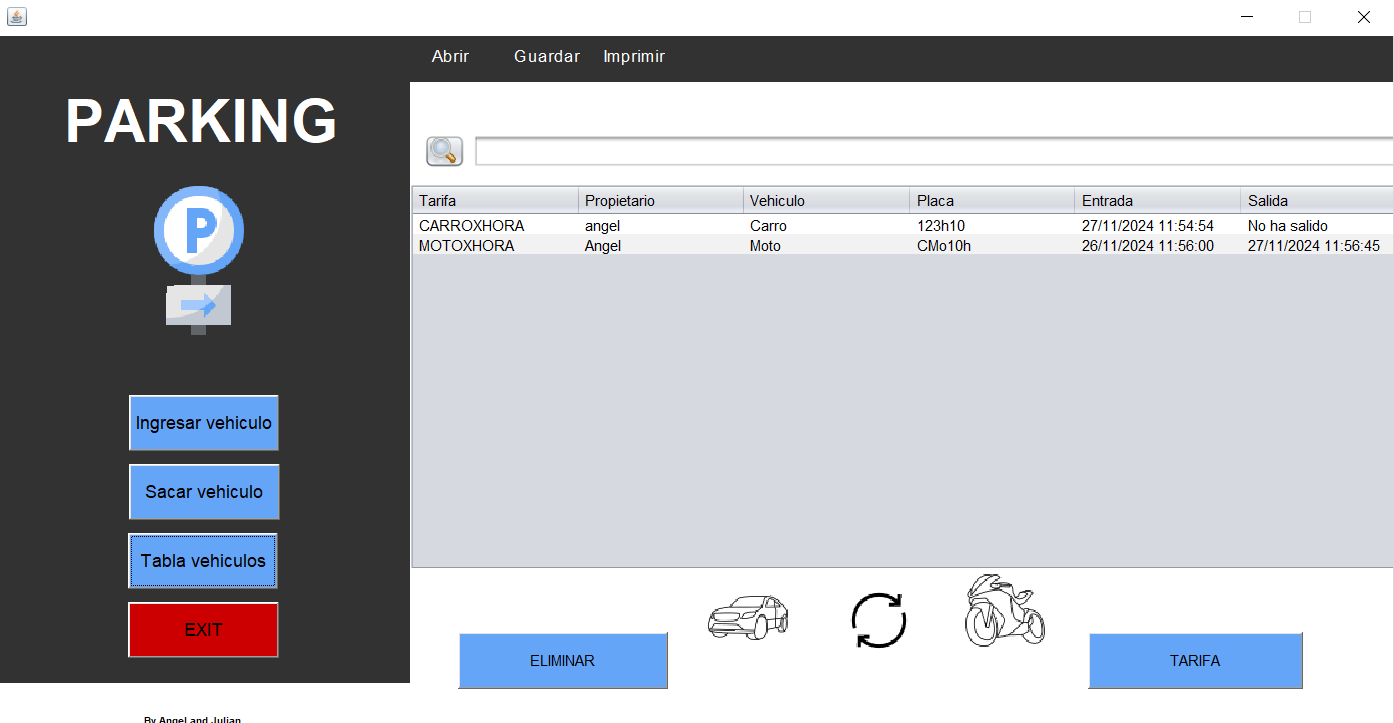 Abrir Guardar Imprimir
PARKING
P
Tarifa Propietario Vehiculo Placa Entrada Salida
CARROXHORA angel Carro 123h10 27/11/2024 11:54:54 No ha salido
MOTOXHORA Angel Moto CMo10h 26/11/2024 11:56:00 27/11/2024 11:56:45
Ingresar vehiculo
Sacar vehiculo
Tabla vehiculos
EXIT
ELIMINAR
TARIFA
By Angel and Julian